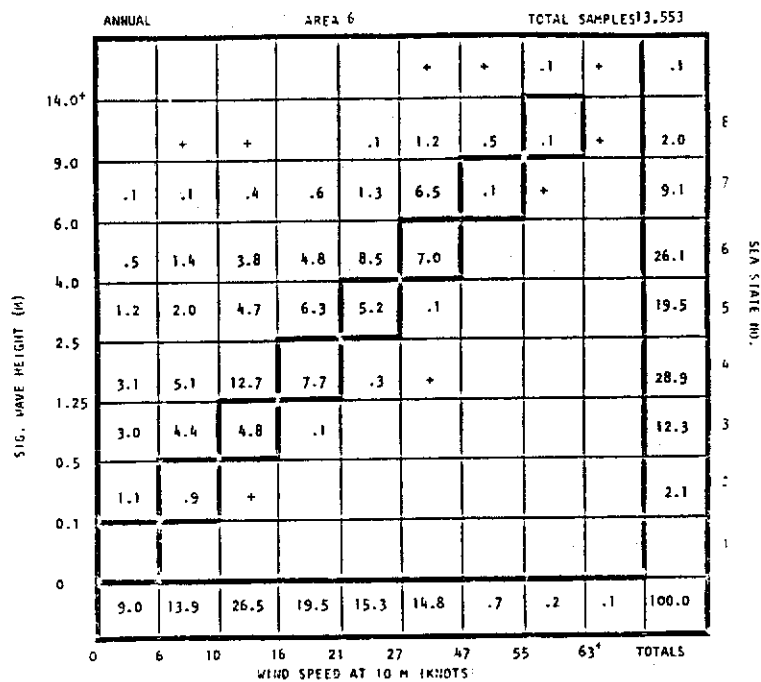 ANNUAL AREA 6 TOTAL SAMPLES 13,553
+ + .1 + .1
14.0+
+ + .1 1.2 .5 .1 + 2.0 8
9.0
.1 .1 .4 .6 1.3 6.5 .1 + 9.1 7
6.0
.5 1.4 3.8 4.8 8.5 7.0 26.1 6
4.0
1.2 2.0 4.7 6.3 5.2 .1 19.5 5
2.5
3.1 5.1 12.7 7.7 .3 + 28.9 4
1.25
3.0 4.4 4.8 .1 12.3 3
0.5
1.1 .9 + 2.1
0.1
1
0
9.0 13.9 26.5 19.5 15.3 14.8 .7 .2 .1 100.0
0 6 10 16 21 27 47 55 63+ TOTALS
WIND SPEED AT 10 M (KNOTS)
SIG. WAVE HEIGHT (M)
SEA STATE NO.